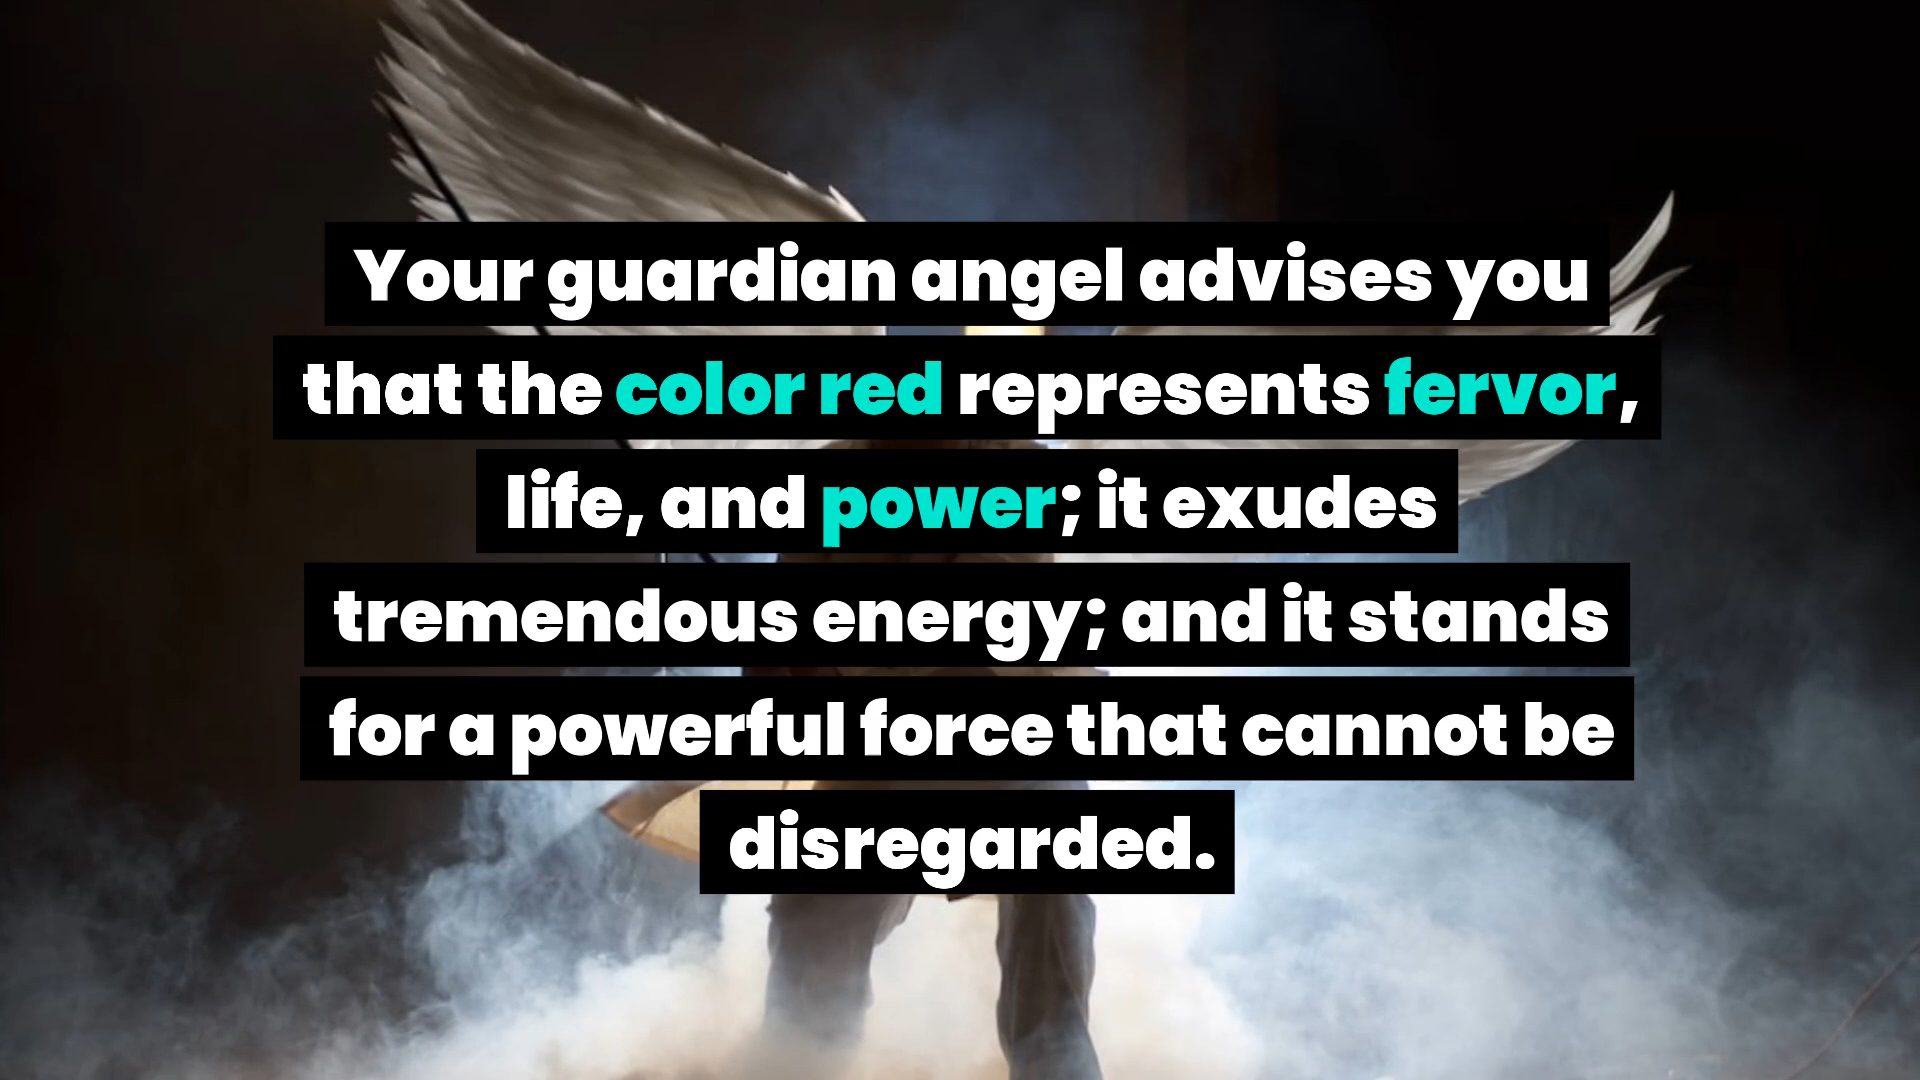 Your guardian angel advises you
that the color red represents fervor,
life, and power; it exudes
tremendous energy; and it stands
for a powerful force that cannot be
disregarded.